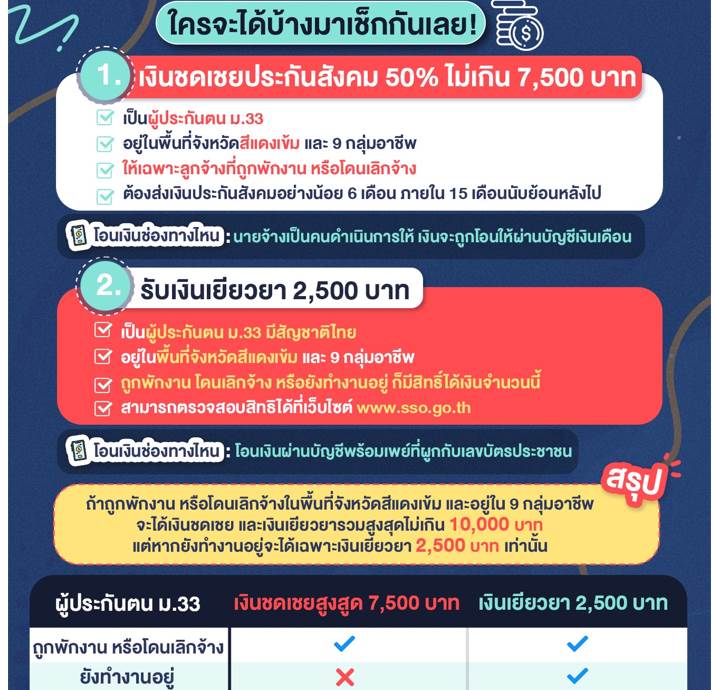 ใครจะได้บ้างมาเช็กกันเลย!
1. เงินชดเชยประกันสังคม 50% ไม่เกิน 7,500 บาท
เป็นผู้ประกันตน ม.33
อยู่ในพื้นที่จังหวัดสีแดงเข้ม และ 9 กลุ่มอาชีพ
ให้เฉพาะลูกจ้างที่ถูกพักงาน หรือโดนเลิกจ้าง
ต้องส่งเงินประกันสังคมอย่างน้อย 6 เดือน ภายใน 15 เดือนนับย้อนหลังไป
โอนเงินช่องทางไหน : นายจ้างเป็นคนดำเนินการให้ เงินจะถูกโอนให้ผ่านบัญชีเงินเดือน
2. รับเงินเยียวยา 2,500 บาท
เป็นผู้ประกันตน ม.33 มีสัญชาติไทย
อยู่ในพื้นที่จังหวัดสีแดงเข้ม และ 9 กลุ่มอาชีพ
ถูกพักงาน โดนเลิกจ้าง หรือยังทำงานอยู่ ก็มีสิทธิ์ได้เงินจำนวนนี้
สามารถตรวจสอบสิทธิได้ที่เว็บไซต์ www.sso.go.th
โอนเงินช่องทางไหน : โอนเงินผ่านบัญชีพร้อมเพย์ที่ผูกกับเลขบัตรประชาชน
สรุป
ถ้าถูกพักงาน หรือโดนเลิกจ้างในพื้นที่จังหวัดสีแดงเข้ม และอยู่ใน 9 กลุ่มอาชีพ
จะได้เงินชดเชย และเงินเยียวยารวมสูงสุดไม่เกิน 10,000 บาท
แต่หากยังทำงานอยู่จะได้เฉพาะเงินเยียวยา 2,500 บาท เท่านั้น
ผู้ประกันตน ม.33 เงินชดเชยสูงสูด 7,500 บาท เงินเยียวยา 2,500 บาท
ถูกพักงาน หรือโดนเลิกจ้าง
ยังทำงานอยู่